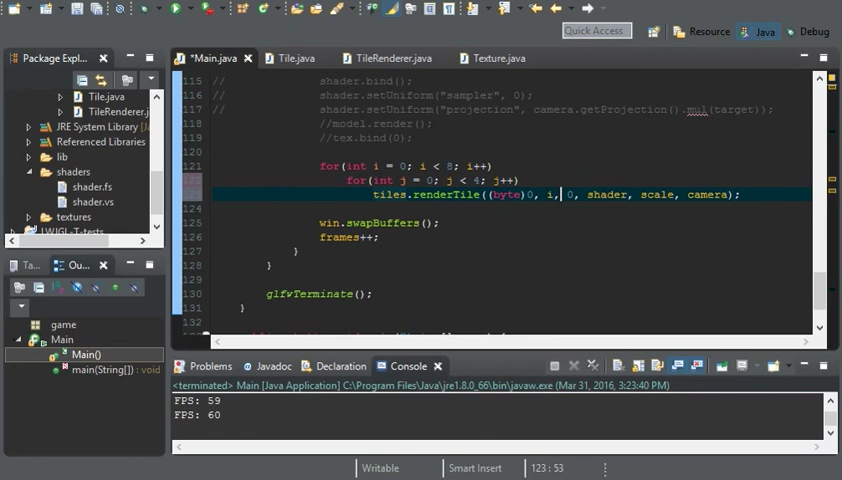 Quick Access
Resource
Java
Debug
Package Expl...
*Main.java
Tile.java
TileRenderer.java
Texture.java
Tile.java
TileRenderer.j
JRE System Library [
Referenced Libraries
lib
shaders
shader.fs
shader.vs
textures
LWJGL-T-tests
115 // shader.bind();
116 // shader.setUniform("sampler", 0);
117 // shader.setUniform("projection", camera.getProjection().mul(target));
118 //model.render();
119 //tex.bind(0);
120
121 for(int i = 0; i < 8; i++)
122 for(int j = 0; j < 4; j++)
123 tiles.renderTile((byte)0, i, 0, shader, scale, camera);
124
125 win.swapBuffers();
126 frames++;
127 }
128 }
129
130 glfwTerminate();
131 }
Ta...
Ou...
game
Main
Main()
main(String[]) : void
Problems
Javadoc
Declaration
Console
<terminated> Main [Java Application] C:\Program Files\Java\jre1.8.0_66\bin\javaw.exe (Mar 31, 2016, 3:23:40 PM)
FPS: 59
FPS: 60
Writable
Smart Insert
123 : 53